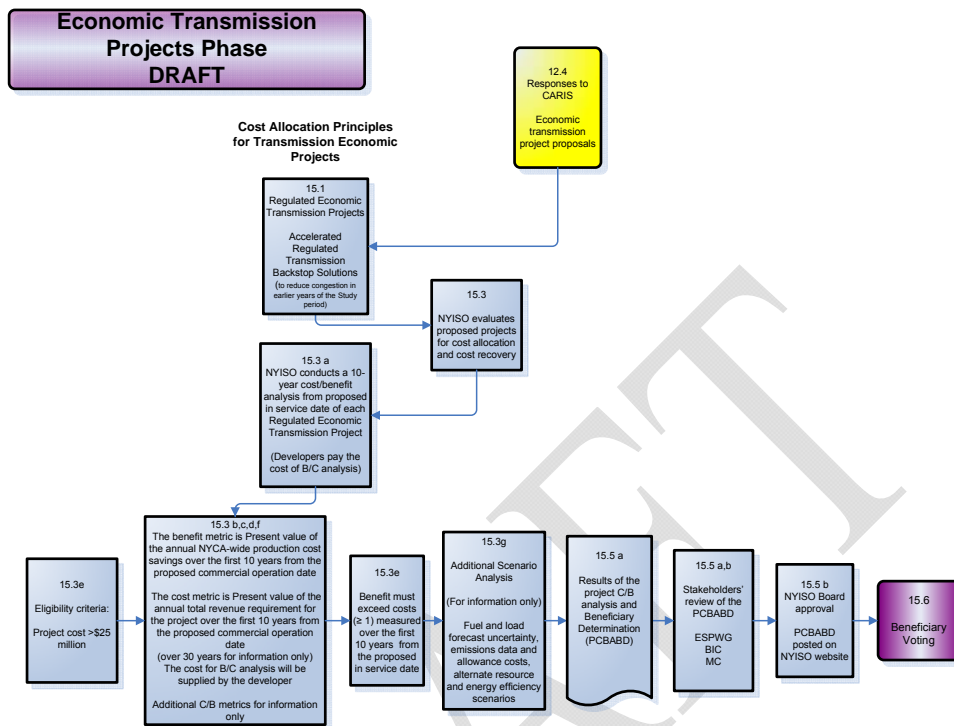 Economic Transmission
Projects Phase
DRAFT
12.4
Responses to
CARIS
Economic
transmission
project proposals
Cost Allocation Principles
for Transmission Economic
Projects
15.1
Regulated Economic
Transmission Projects
Accelerated
Regulated
Transmission
Backstop Solutions
(to reduce congestion in
earlier years of the Study
period)
15.3
NYISO evaluates
proposed projects
for cost allocation
and cost recovery
15.3 a
NYISO conducts a 10-
year cost/benefit
analysis from proposed
in service date of each
Regulated Economic
Transmission Project
(Developers pay the
cost of B/C analysis)
15.3e
Eligibility criteria:
Project cost >$25
million
15.3 b,c,d,f
The benefit metric is Present value of
the annual NYCA-wide production cost
savings over the first 10 years from the
proposed commercial operation date
The cost metric is Present value of the
annual total revenue requirement for
the project over the first 10 years from
the proposed commercial operation
date
(over 30 years for information only)
The cost for B/C analysis will be
supplied by the developer
Additional C/B metrics for information
only
15.3e
Benefit must
exceed costs
(≥ 1) measured
over the first
10 years from
the proposed
in service date
15.3g
Additional Scenario
Analysis
(For information only)
Fuel and load
forecast uncertainty,
emissions data and
allowance costs,
alternate resource
and energy efficiency
scenarios
15.5 a
Results of the
project C/B
analysis and
Beneficiary
Determination
(PCBABD)
15.5 a,b
Stakeholders'
review of the
PCBABD
ESPWG
BIC
MC
15.5 b
NYISO Board
approval
PCBABD
posted on
NYISO website
15.6
Beneficiary
Voting
DRAFT